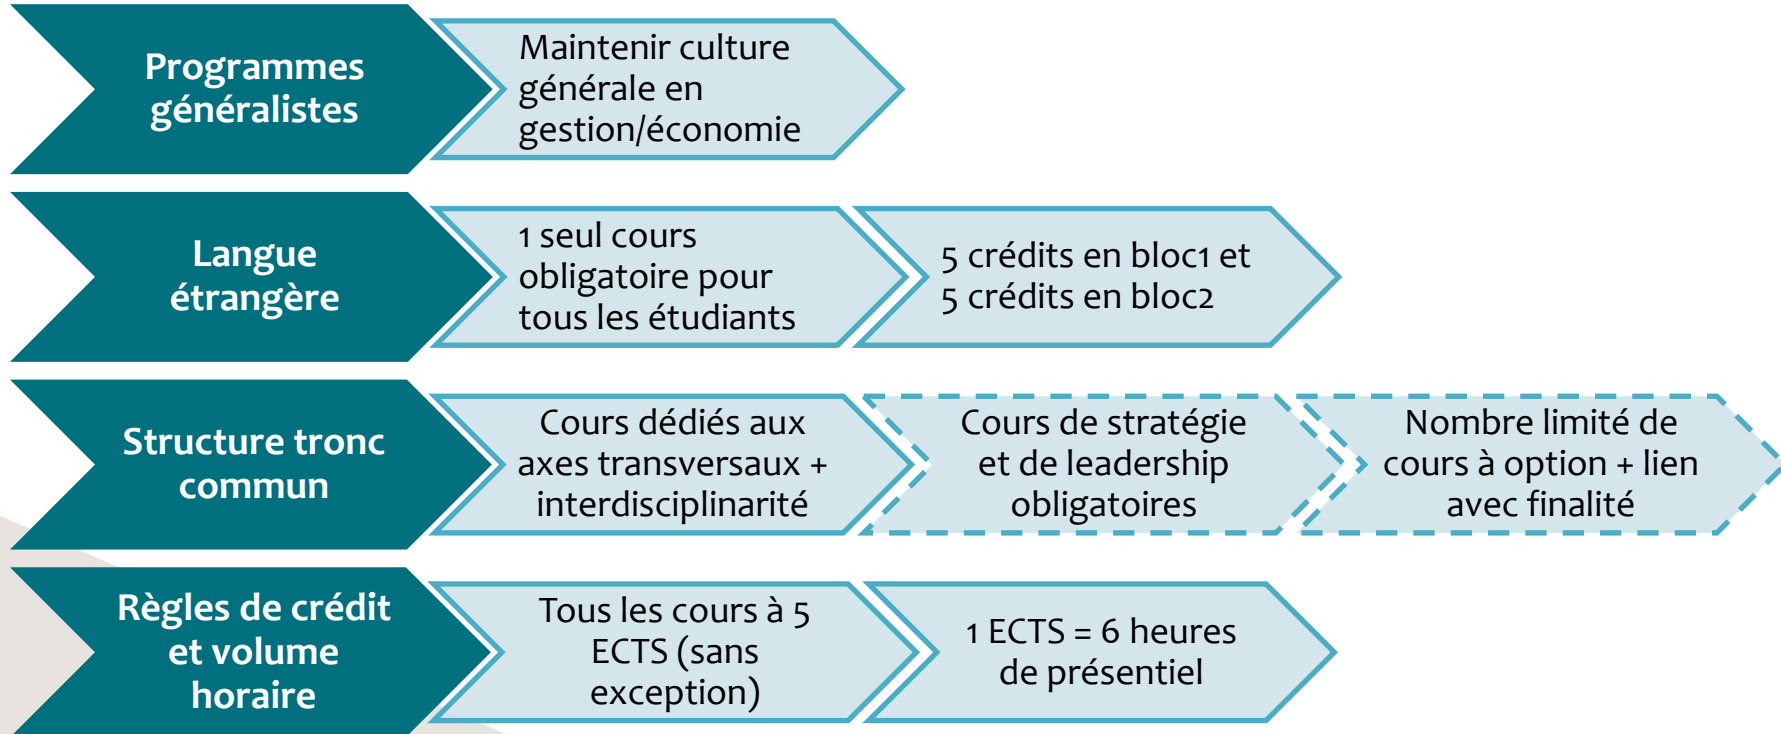 Programmes
généralistes
Maintenir culture
générale en
gestion/économie
Langue
étrangère
1 seul cours
obligatoire pour
tous les étudiants
5 crédits en bloc1 et
5 crédits en bloc2
Structure tronc
commun
Cours dédiés aux
axes transversaux +
interdisciplinarité
Cours de stratégie
et de leadership
obligatoires
Nombre limité de
cours à option + lien
avec finalité
Règles de crédit
et volume
horaire
Tous les cours à 5
ECTS (sans
exception)
1 ECTS = 6 heures
de présentiel